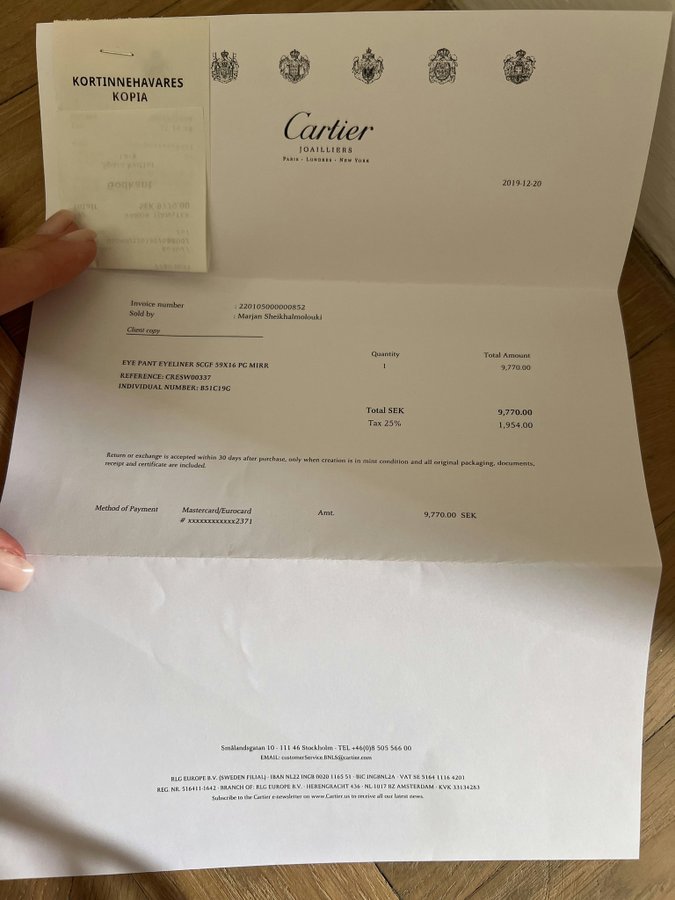 KORTINNEHAVARES
KOPIA
Cartier
JOAILLIERS
PARIS - LONDRES - NEW YORK
2019-12-20
Invoice number : 220105000000852
Sold by : Marjan Sheikhalmolouki
Client copy
Quantity Total Amount
EYE PANT EYELINER SCGF 59X16 PG MIRR 1 9,770.00
REFERENCE: CRESW00337
INDIVIDUAL NUMBER: B51C19G
Total SEK 9,770.00
Tax 25% 1,954.00
Return or exchange is accepted within 30 days after purchase, only when creation is in mint condition and all original packaging, documents,
receipt and certificate are included.
Method of Payment Mastercard/Eurocard Amt. 9,770.00 SEK
# xxxxxxxxxxxx2371
Smålandsgatan 10 - 111 46 Stockholm - TEL +46(0)8 505 566 00
EMAIL: customerService.BNLS@cartier.com
RLG EUROPE B.V. (SWEDEN FILIAL) - IBAN NL22 INGB 0020 1165 51 - BIC INGBNL2A - VAT SE 5164 1116 4201
REG. NR. 516411-1642 - BRANCH OF: RLG EUROPE B.V. - HERENGRACHT 436 - NL 1017 BZ AMSTERDAM - KVK 33134283
Subscribe to the Cartier e-newsletter on www.Cartier.us to receive all our latest news.